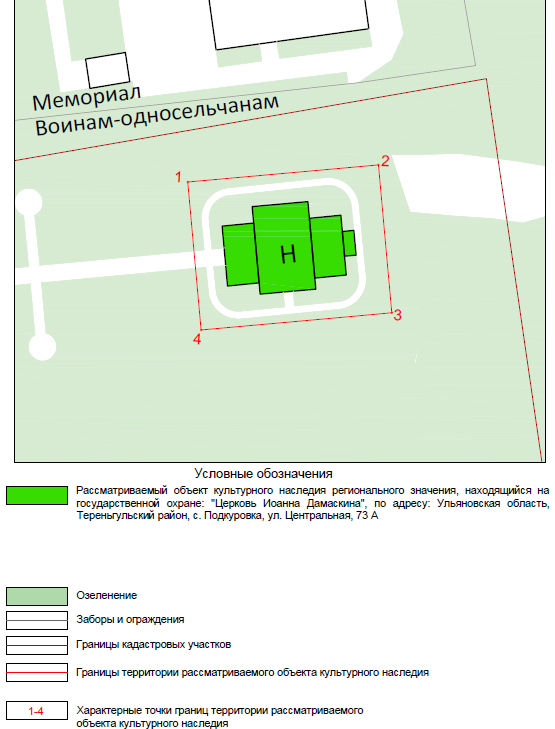 Мемориал
Воинам-односельчанам
1
2
Н
3
4
Условные обозначения
Рассматриваемый объект культурного наследия регионального значения, находящийся на
государственной охране: "Церковь Иоанна Дамаскина", по адресу: Ульяновская область,
Тереньгульский район, с. Подкуровка, ул. Центральная, 73 А
Озеленение
Заборы и ограждения
Границы кадастровых участков
Границы территории рассматриваемого объекта культурного наследия
1-4
Характерные точки границ территории рассматриваемого
объекта культурного наследия